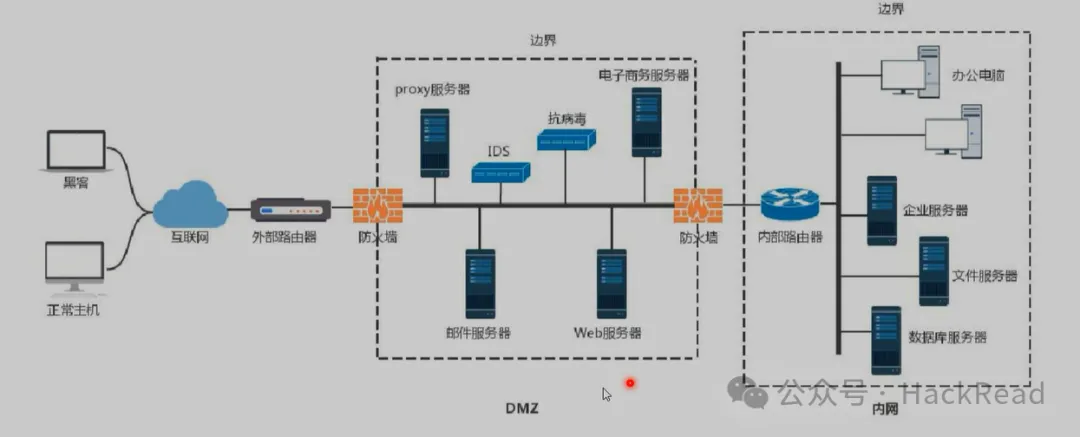 边界
边界
proxy服务器
电子商务服务器
办公电脑
抗病毒
IDS
黑客
互联网
外部路由器
防火墙
防火墙
内部路由器
企业服务器
正常主机
邮件服务器
Web服务器
文件服务器
数据库服务器
DMZ
内网
公众号 · HackRead